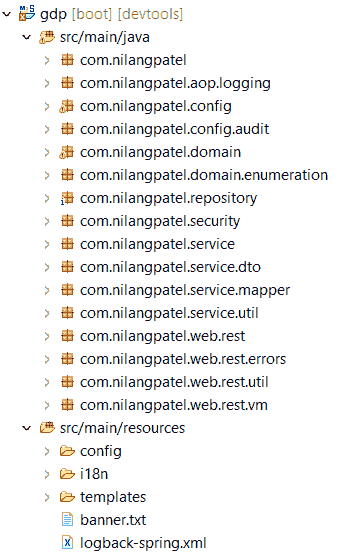 gdp [boot] [devtools]
src/main/java
com.nilangpatel
com.nilangpatel.aop.logging
com.nilangpatel.config
com.nilangpatel.config.audit
com.nilangpatel.domain
com.nilangpatel.domain.enumeration
com.nilangpatel.repository
com.nilangpatel.security
com.nilangpatel.service
com.nilangpatel.service.dto
com.nilangpatel.service.mapper
com.nilangpatel.service.util
com.nilangpatel.web.rest
com.nilangpatel.web.rest.errors
com.nilangpatel.web.rest.util
com.nilangpatel.web.rest.vm
src/main/resources
config
i18n
templates
banner.txt
logback-spring.xml